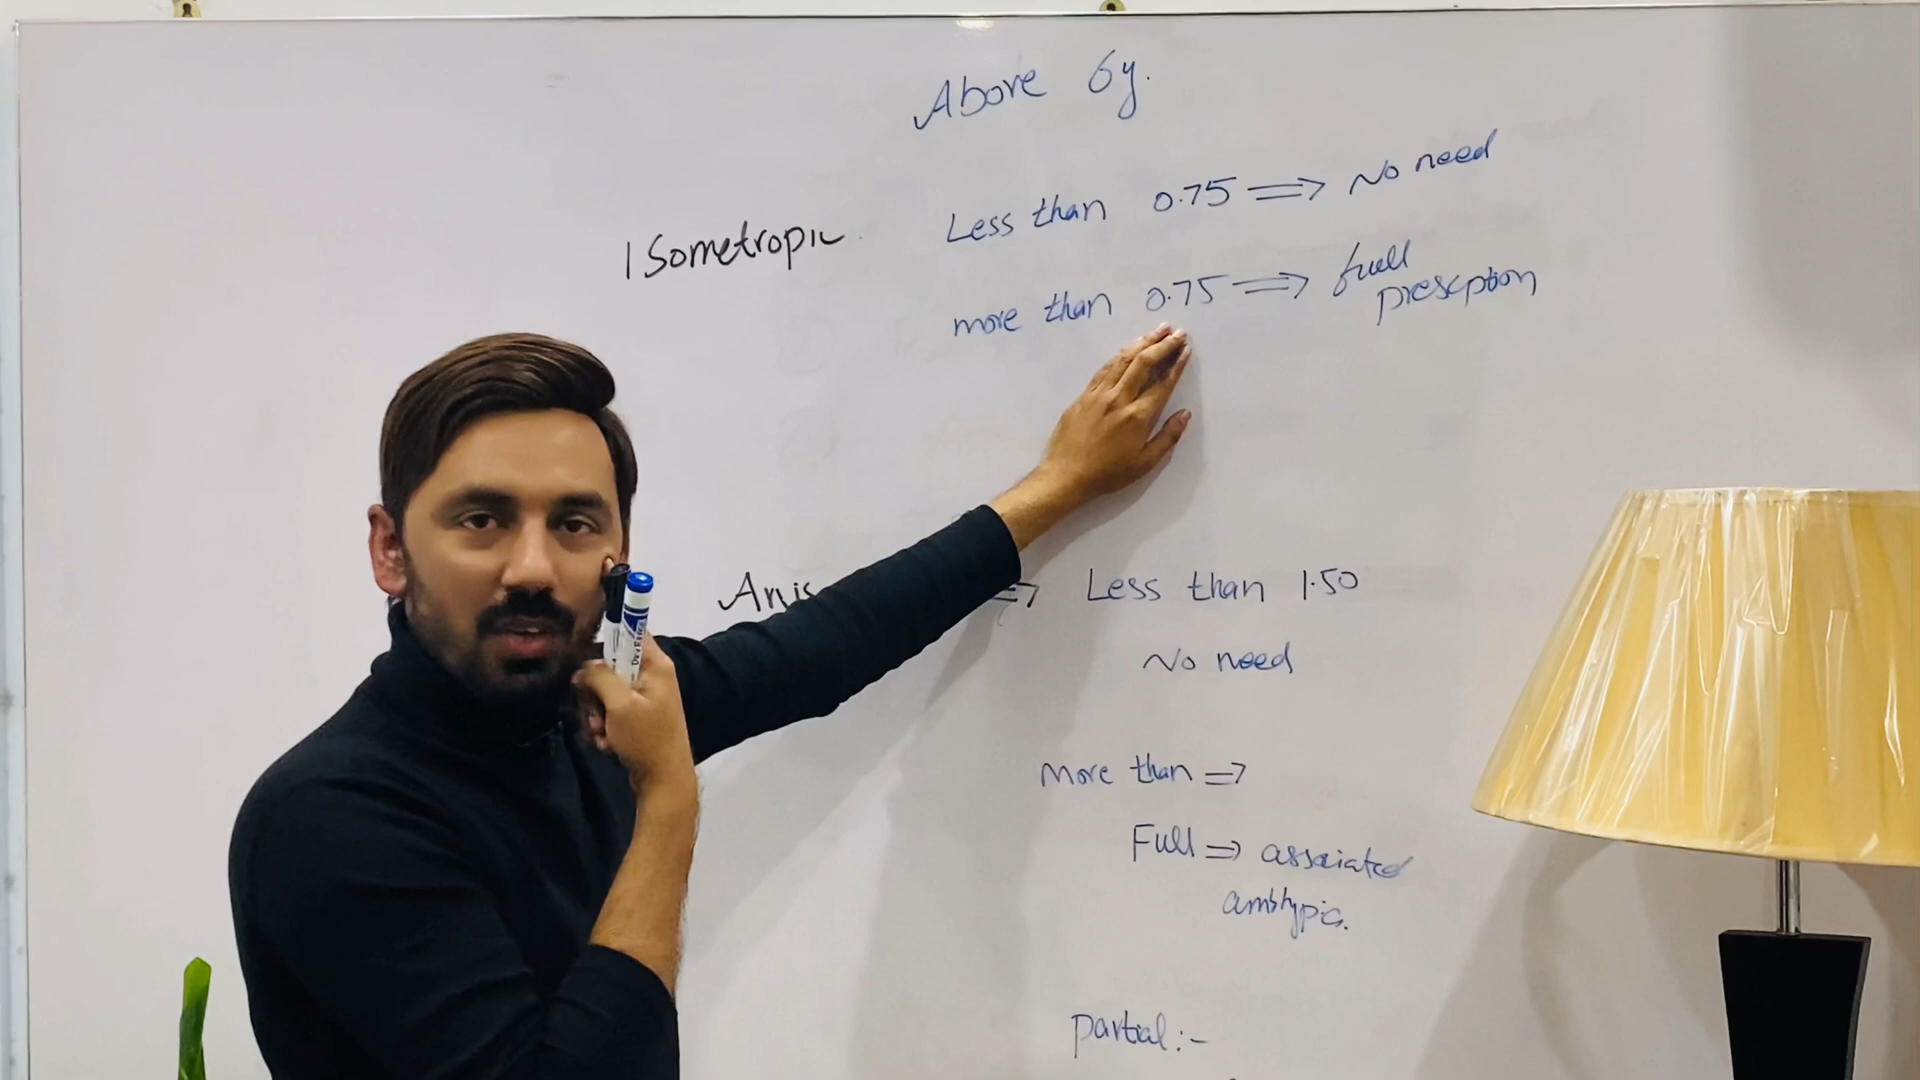 Above 6y.
Isometropic
Less than 0.75 => No need
more than 0.75 => full
prescption
Anis
=> Less than 1.50
No need
More than =>
Full => associated
amblypia.
Partial:-